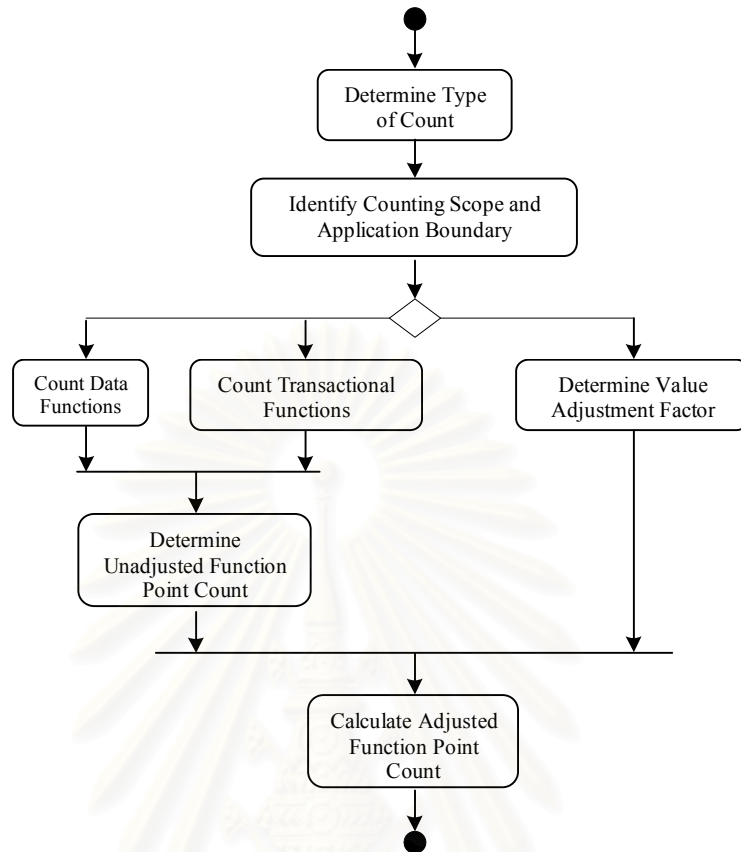 Determine Type
of Count
Identify Counting Scope and
Application Boundary
Count Data
Functions
Count Transactional
Functions
Determine Value
Adjustment Factor
Determine
Unadjusted Function
Point Count
Calculate Adjusted
Function Point
Count